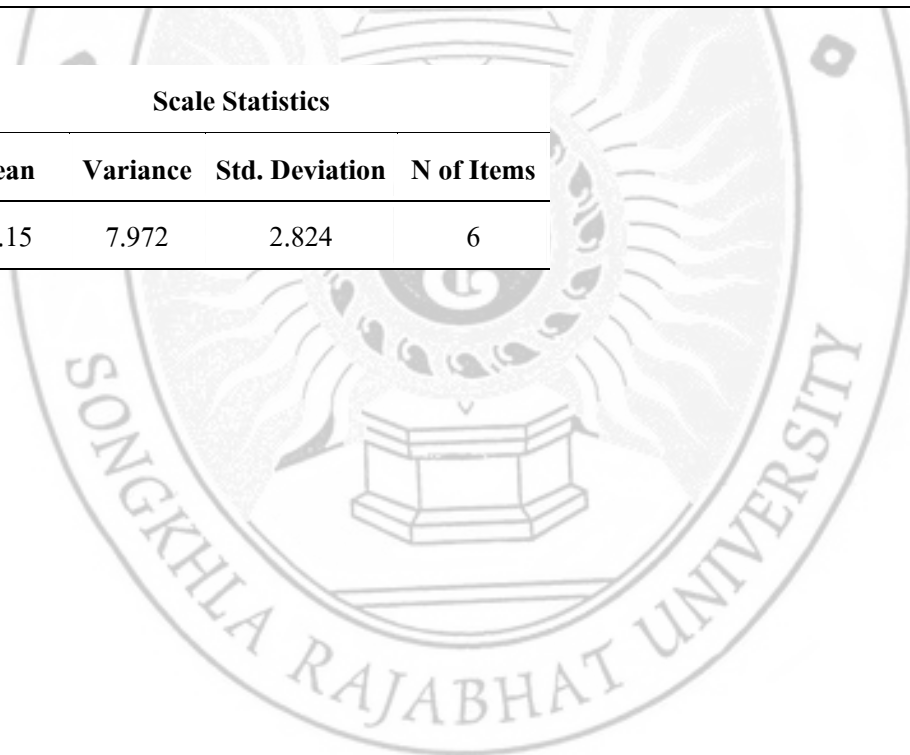 Scale Statistics
ean Variance Std. Deviation N of Items
.15 7.972 2.824 6
SONGKHLA RAJABHAT UNIVERSITY